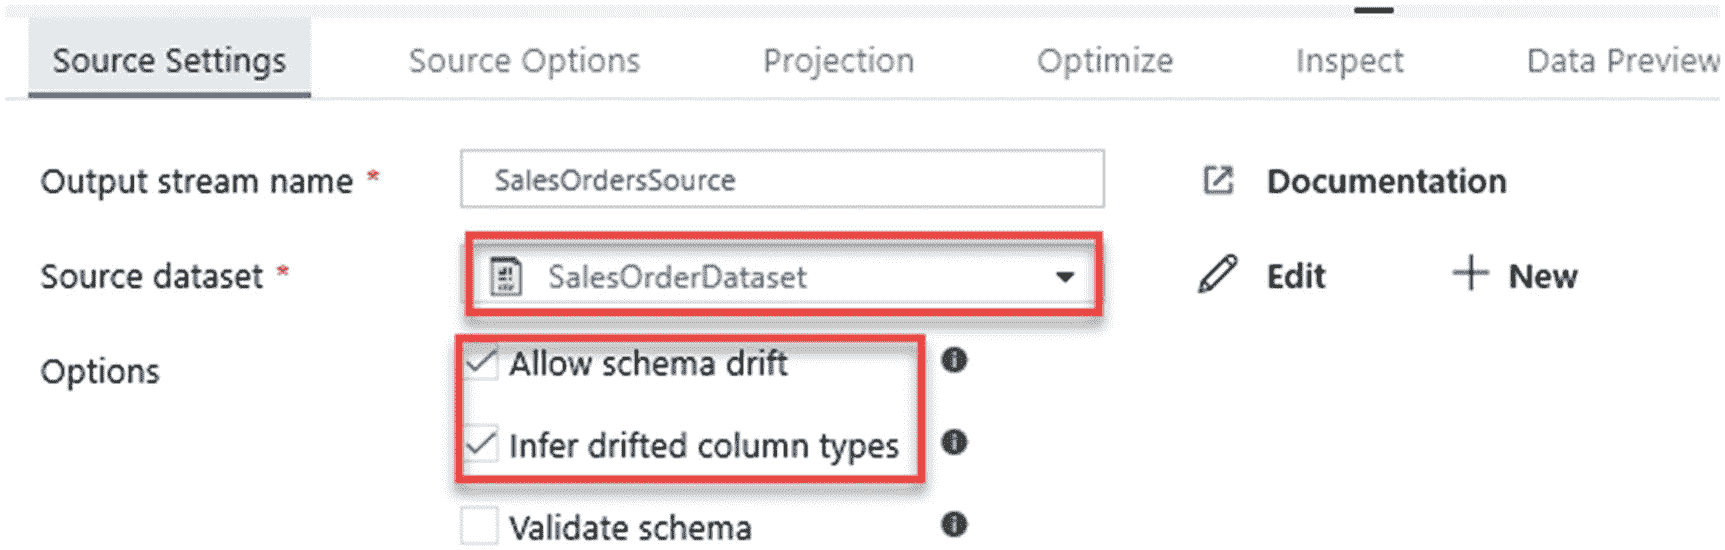 Source Settings Source Options Projection Optimize Inspect Data Preview
Output stream name * SalesOrdersSource Documentation
Source dataset * SalesOrderDataset Edit New
Options Allow schema drift
Infer drifted column types
Validate schema